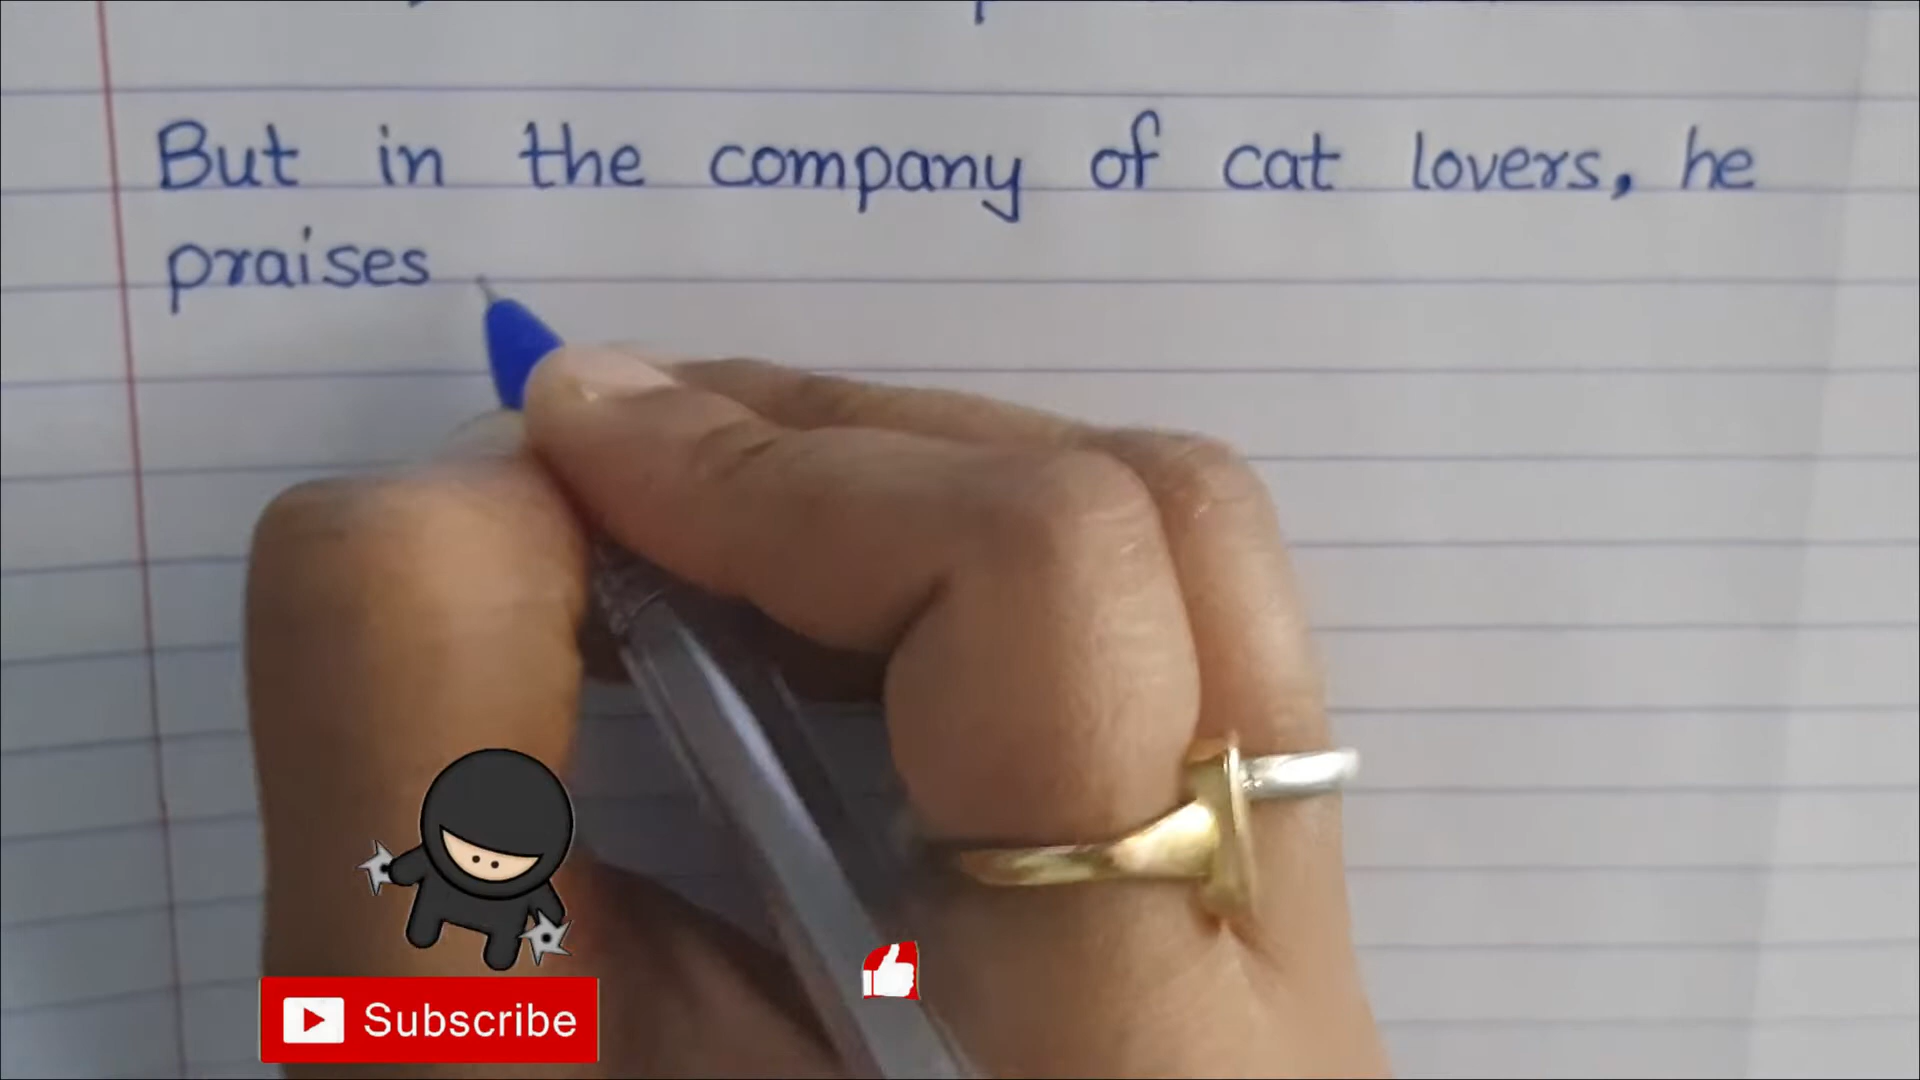 But in the company of cat lovers, he
praises
Subscribe